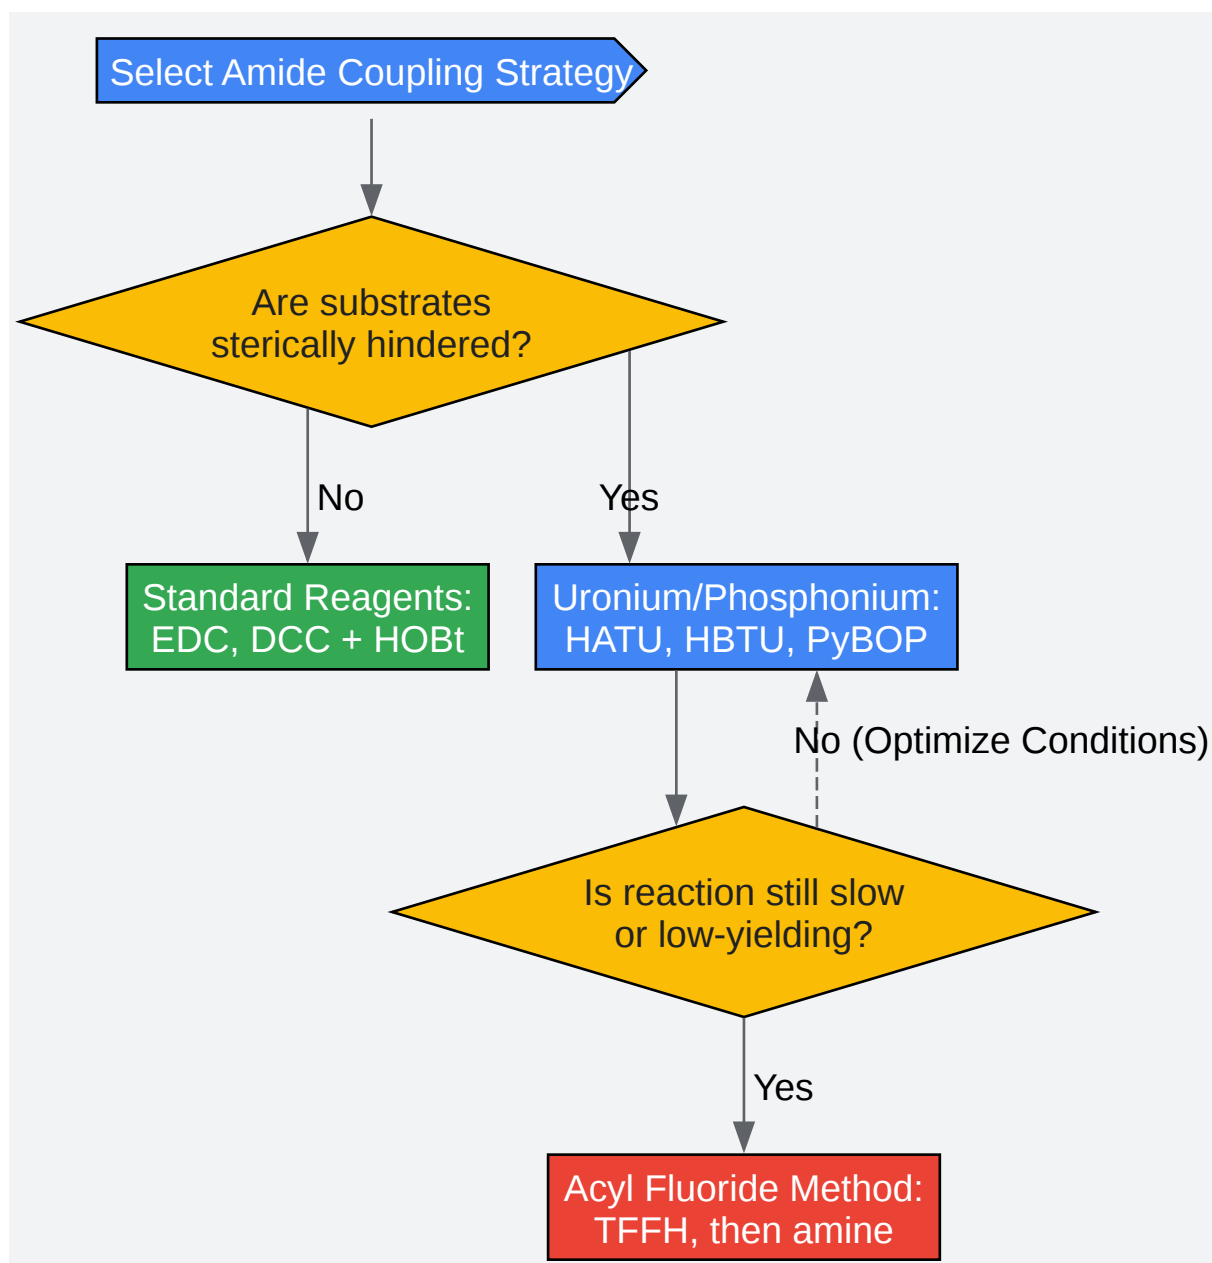 Select Amide Coupling Strategy
Are substrates
sterically hindered?
No
Yes
Standard Reagents:
EDC, DCC + HOBt
Uronium/Phosphonium:
HATU, HBTU, PyBOP
No (Optimize Conditions)
Is reaction still slow
or low-yielding?
Yes
Acyl Fluoride Method:
TFFH, then amine